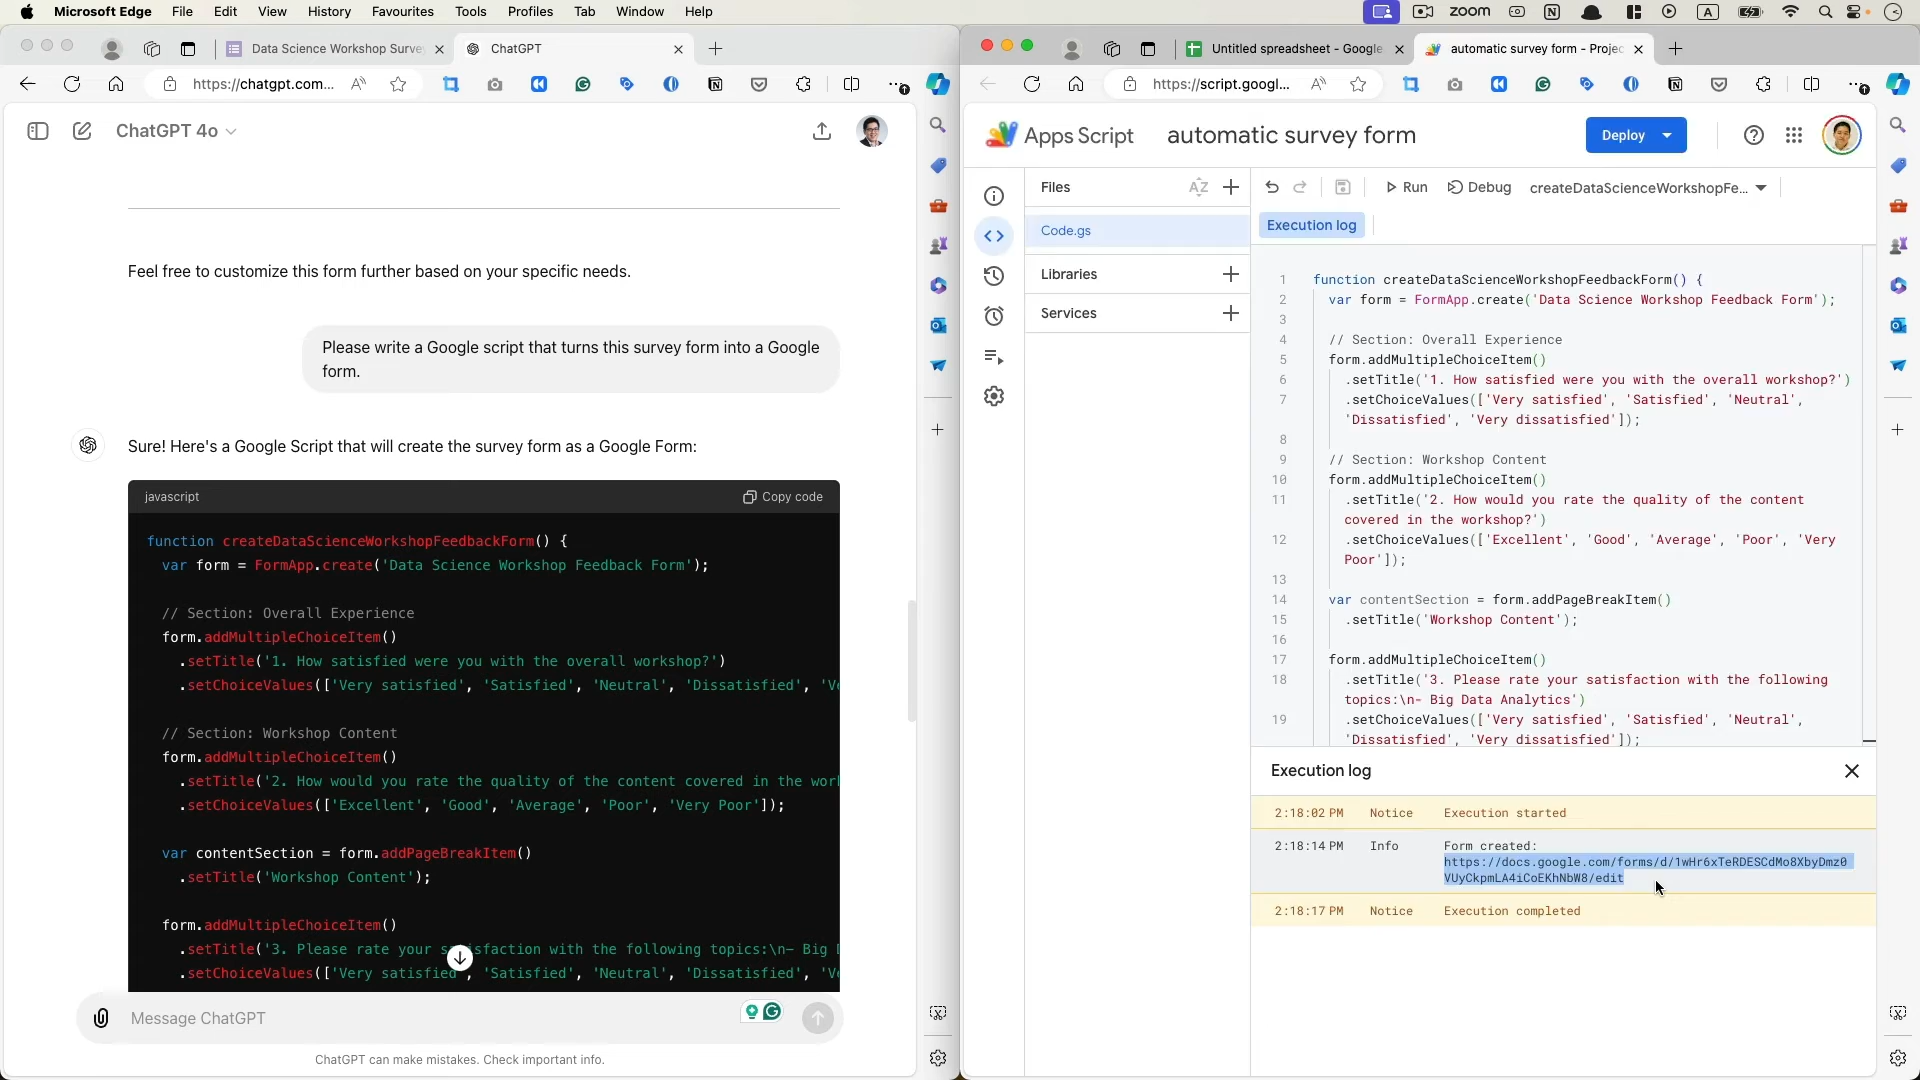 Microsoft Edge File Edit View History Favourites Tools Profiles Tab Window Help
zoom
A
Data Science Workshop Surve
ChatGPT
https://chatgpt.com...
ChatGPT 4o
Feel free to customize this form further based on your specific needs.
Please write a Google script that turns this survey form into a Google
form.
Sure! Here's a Google Script that will create the survey form as a Google Form:
javascript
Copy code
function createDataScienceWorkshopFeedbackForm() {
var form = FormApp.create('Data Science Workshop Feedback Form');
// Section: Overall Experience
form.addMultipleChoiceItem()
.setTitle('1. How satisfied were you with the overall workshop?')
.setChoiceValues(['Very satisfied', 'Satisfied', 'Neutral', 'Dissatisfied', 'Ve
// Section: Workshop Content
form.addMultipleChoiceItem()
.setTitle('2. How would you rate the quality of the content covered in the wor
.setChoiceValues(['Excellent', 'Good', 'Average', 'Poor', 'Very Poor']);
var contentSection = form.addPageBreakItem()
.setTitle('Workshop Content');
form.addMultipleChoiceItem()
.setTitle('3. Please rate your satisfaction with the following topics:\n- Big
.setChoiceValues(['Very satisfied', 'Satisfied', 'Neutral', 'Dissatisfied', 'Ve
Message ChatGPT
ChatGPT can make mistakes. Check important info.
Untitled spreadsheet - Google
automatic survey form - Projec
https://script.googl...
Apps Script
automatic survey form
Deploy
Files
AZ
Code.gs
Libraries
Services
Run
Debug
createDataScienceWorkshopFe...
Execution log
1 function createDataScienceWorkshopFeedbackForm() {
2 var form = FormApp.create('Data Science Workshop Feedback Form');
3
4 // Section: Overall Experience
5 form.addMultipleChoiceItem()
6 .setTitle('1. How satisfied were you with the overall workshop?')
7 .setChoiceValues(['Very satisfied', 'Satisfied', 'Neutral',
'Dissatisfied', 'Very dissatisfied']);
8
9 // Section: Workshop Content
10 form.addMultipleChoiceItem()
11 .setTitle('2. How would you rate the quality of the content
covered in the workshop?')
12 .setChoiceValues(['Excellent', 'Good', 'Average', 'Poor', 'Very
Poor']);
13
14 var contentSection = form.addPageBreakItem()
15 .setTitle('Workshop Content');
16
17 form.addMultipleChoiceItem()
18 .setTitle('3. Please rate your satisfaction with the following
topics:\n- Big Data Analytics')
19 .setChoiceValues(['Very satisfied', 'Satisfied', 'Neutral',
'Dissatisfied', 'Very dissatisfied']);
Execution log
2:18:02 PM Notice Execution started
2:18:14 PM Info Form created:
https://docs.google.com/forms/d/1wHr6xTeRDESCdMo8XbyDmz0
VUyCkpmLA4iCoEKhNbW8/edit
2:18:17 PM Notice Execution completed